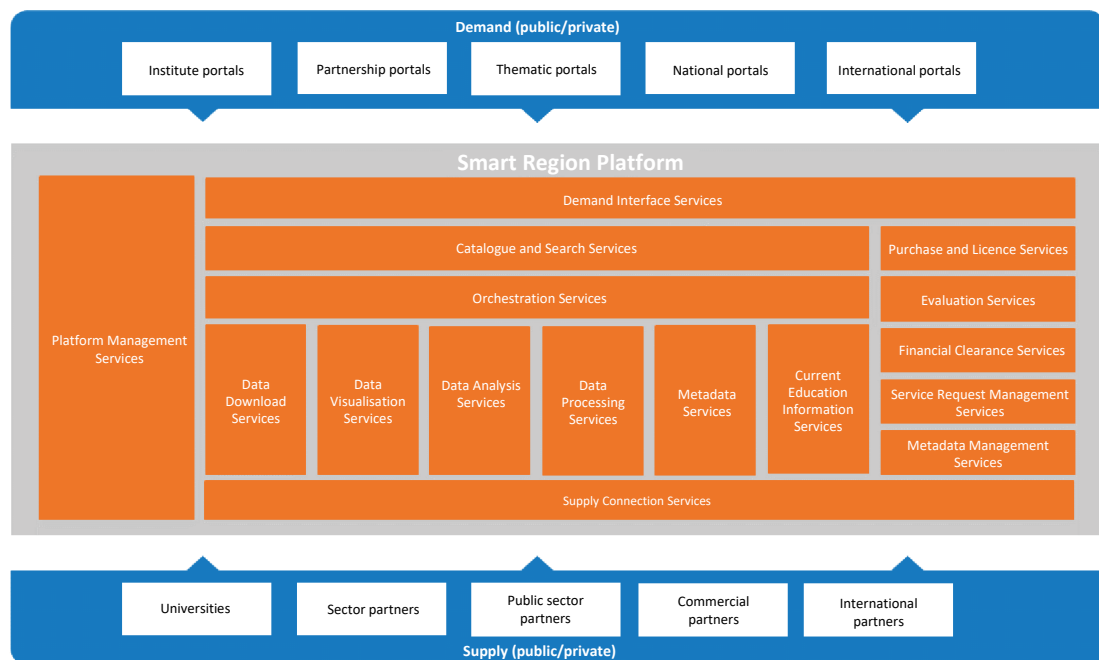 Demand (public/private)
Institute portals
Partnership portals
Thematic portals
National portals
International portals
Smart Region Platform
Platform Management
Services
Demand Interface Services
Catalogue and Search Services
Orchestration Services
Data
Download
Services
Data
Visualisation
Services
Data Analysis
Services
Data
Processing
Services
Metadata
Services
Current
Education
Information
Services
Purchase and Licence Services
Evaluation Services
Financial Clearance Services
Service Request Management
Services
Metadata Management
Services
Supply Connection Services
Universities
Sector partners
Public sector
partners
Commercial
partners
International
partners
Supply (public/private)